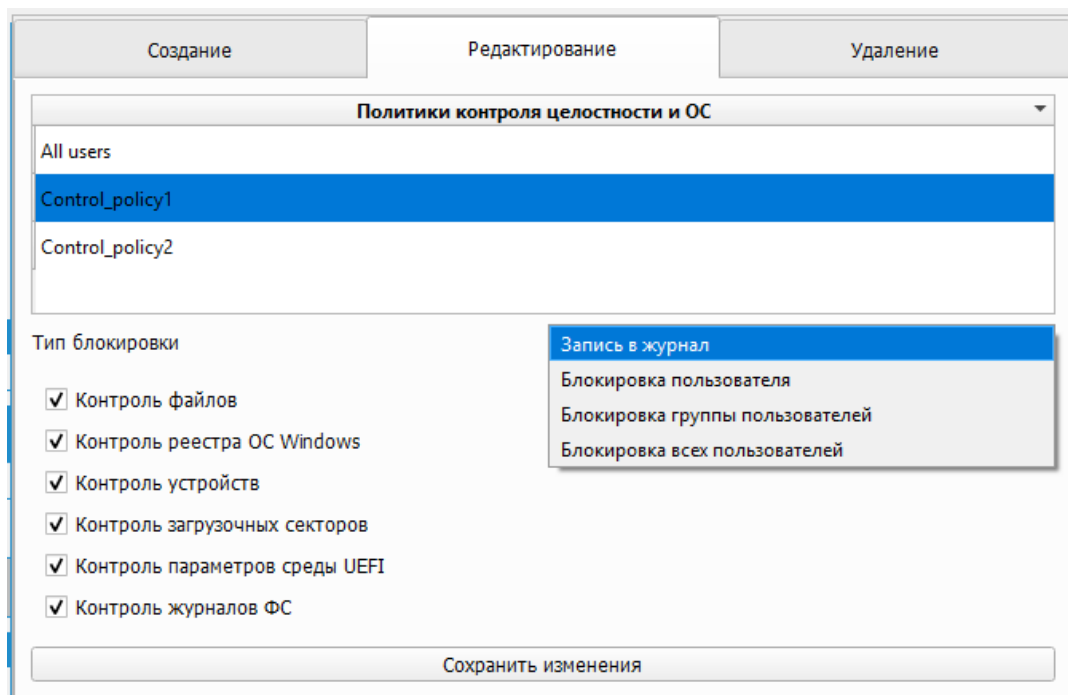 Создание
Редактирование
Удаление
Политики контроля целостности и ОС
All users
Control_policy1
Control_policy2
Тип блокировки
Запись в журнал
Блокировка пользователя
Блокировка группы пользователей
Блокировка всех пользователей
Контроль файлов
Контроль реестра ОС Windows
Контроль устройств
Контроль загрузочных секторов
Контроль параметров среды UEFI
Контроль журналов ФС
Сохранить изменения